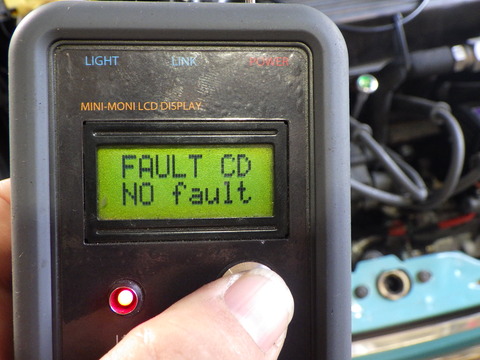 LIGHT LINK POWER
MINI-MONI LCD DISPLAY
FAULT CD
NO fault